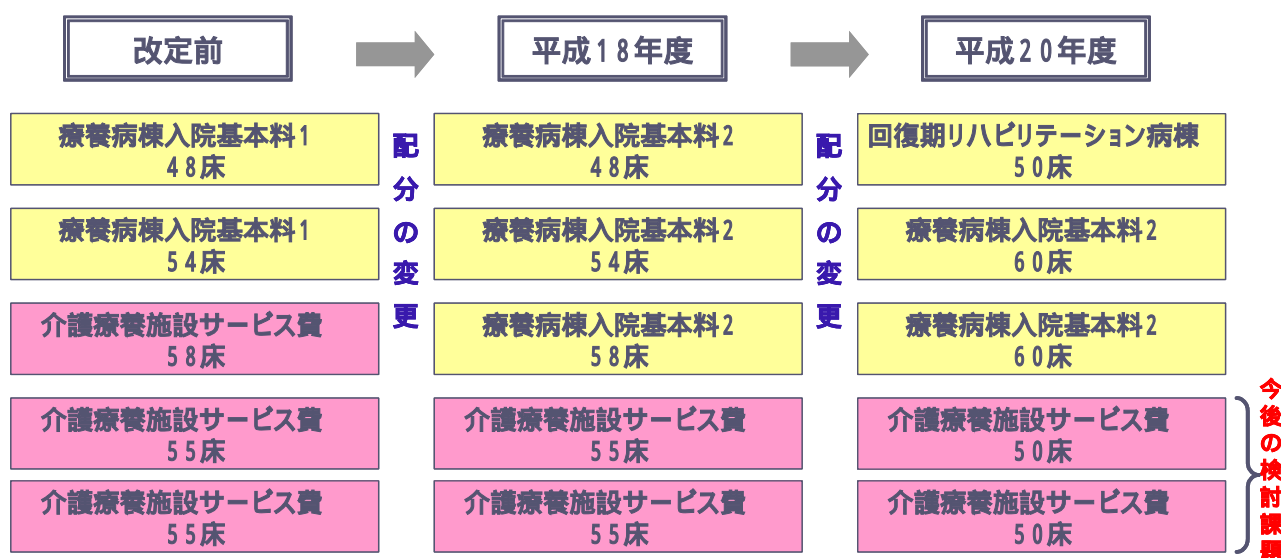 改定前
平成18年度
平成20年度
療養病棟入院基本料1
48床
療養病棟入院基本料1
54床
介護療養施設サービス費
58床
介護療養施設サービス費
55床
介護療養施設サービス費
55床
配分の変更
療養病棟入院基本料2
48床
療養病棟入院基本料2
54床
療養病棟入院基本料2
58床
介護療養施設サービス費
55床
介護療養施設サービス費
55床
配分の変更
回復期リハビリテーション病棟
50床
療養病棟入院基本料2
60床
療養病棟入院基本料2
60床
介護療養施設サービス費
50床
介護療養施設サービス費
50床
今後の検討課題